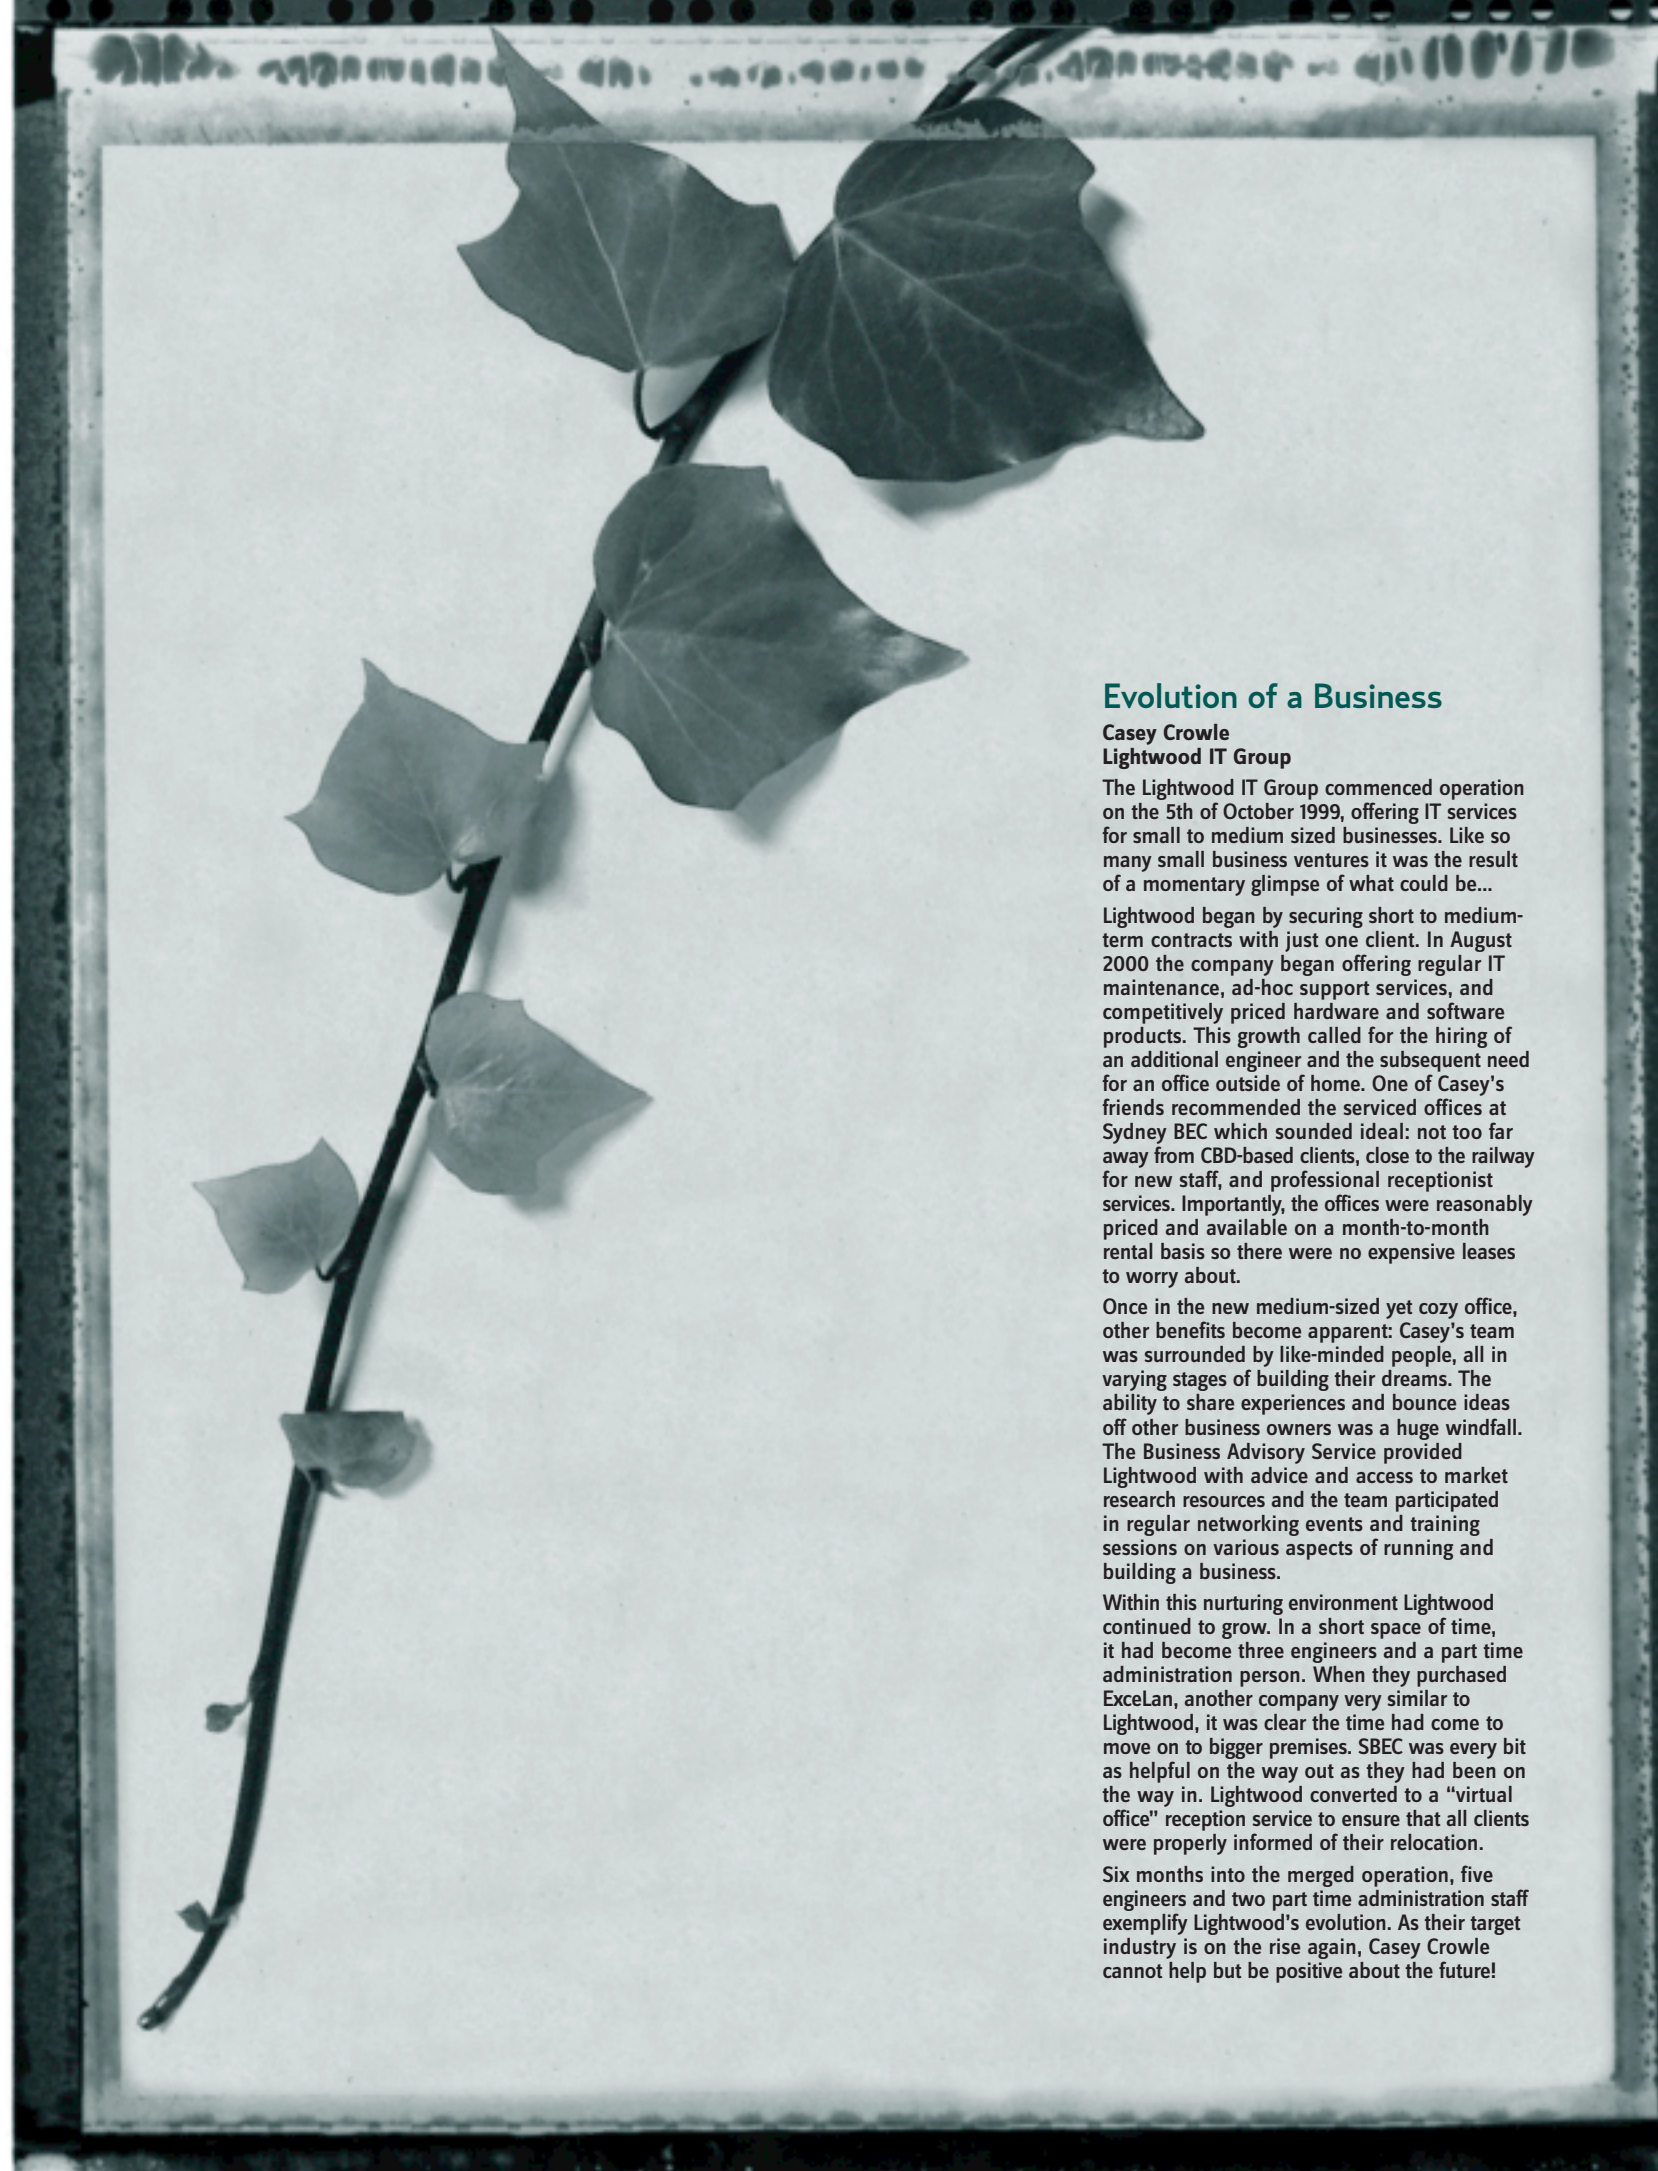 Evolution of a Business
Casey Crowle
Lightwood IT Group
The Lightwood IT Group commenced operation
on the 5th of October 1999, offering IT services
for small to medium sized businesses. Like so
many small business ventures it was the result
of a momentary glimpse of what could be...
Lightwood began by securing short to medium-
term contracts with just one client. In August
2000 the company began offering regular IT
maintenance, ad-hoc support services, and
competitively priced hardware and software
products. This growth called for the hiring of
an additional engineer and the subsequent need
for an office outside of home. One of Casey's
friends recommended the serviced offices at
Sydney BEC which sounded ideal: not too far
away from CBD-based clients, close to the railway
for new staff, and professional receptionist
services. Importantly, the offices were reasonably
priced and available on a month-to-month
rental basis so there were no expensive leases
to worry about.
Once in the new medium-sized yet cozy office,
other benefits become apparent: Casey's team
was surrounded by like-minded people, all in
varying stages of building their dreams. The
ability to share experiences and bounce ideas
off other business owners was a huge windfall.
The Business Advisory Service provided
Lightwood with advice and access to market
research resources and the team participated
in regular networking events and training
sessions on various aspects of running and
building a business.
Within this nurturing environment Lightwood
continued to grow. In a short space of time,
it had become three engineers and a part time
administration person. When they purchased
ExceLan, another company very similar to
Lightwood, it was clear the time had come to
move on to bigger premises. SBEC was every bit
as helpful on the way out as they had been on
the way in. Lightwood converted to a “virtual
office" reception service to ensure that all clients
were properly informed of their relocation.
Six months into the merged operation, five
engineers and two part time administration staff
exemplify Lightwood's evolution. As their target
industry is on the rise again, Casey Crowle
cannot help but be positive about the future!